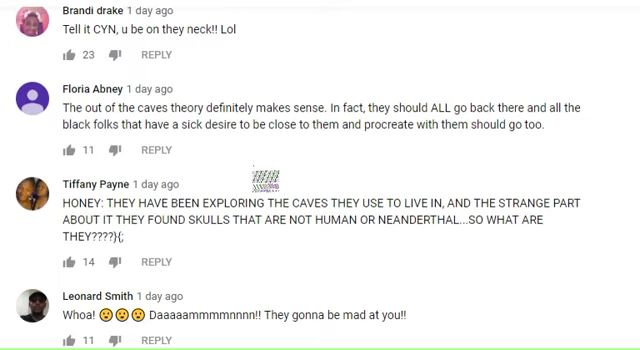 Brandi drake 1 day ago
Tell it CYN, u be on they neck!! Lol
23 REPLY
Floria Abney 1 day ago
The out of the caves theory definitely makes sense. In fact, they should ALL go back there and all the
black folks that have a sick desire to be close to them and procreate with them should go too.
11 REPLY
Tiffany Payne 1 day ago
HONEY: THEY HAVE BEEN EXPLORING THE CAVES THEY USE TO LIVE IN, AND THE STRANGE PART
ABOUT IT THEY FOUND SKULLS THAT ARE NOT HUMAN OR NEANDERTHAL...SO WHAT ARE
THEY????}{;
14 REPLY
Leonard Smith 1 day ago
Whoa! 😮😮😮 Daaaaammmmnnnn!! They gonna be mad at you!!
11 REPLY